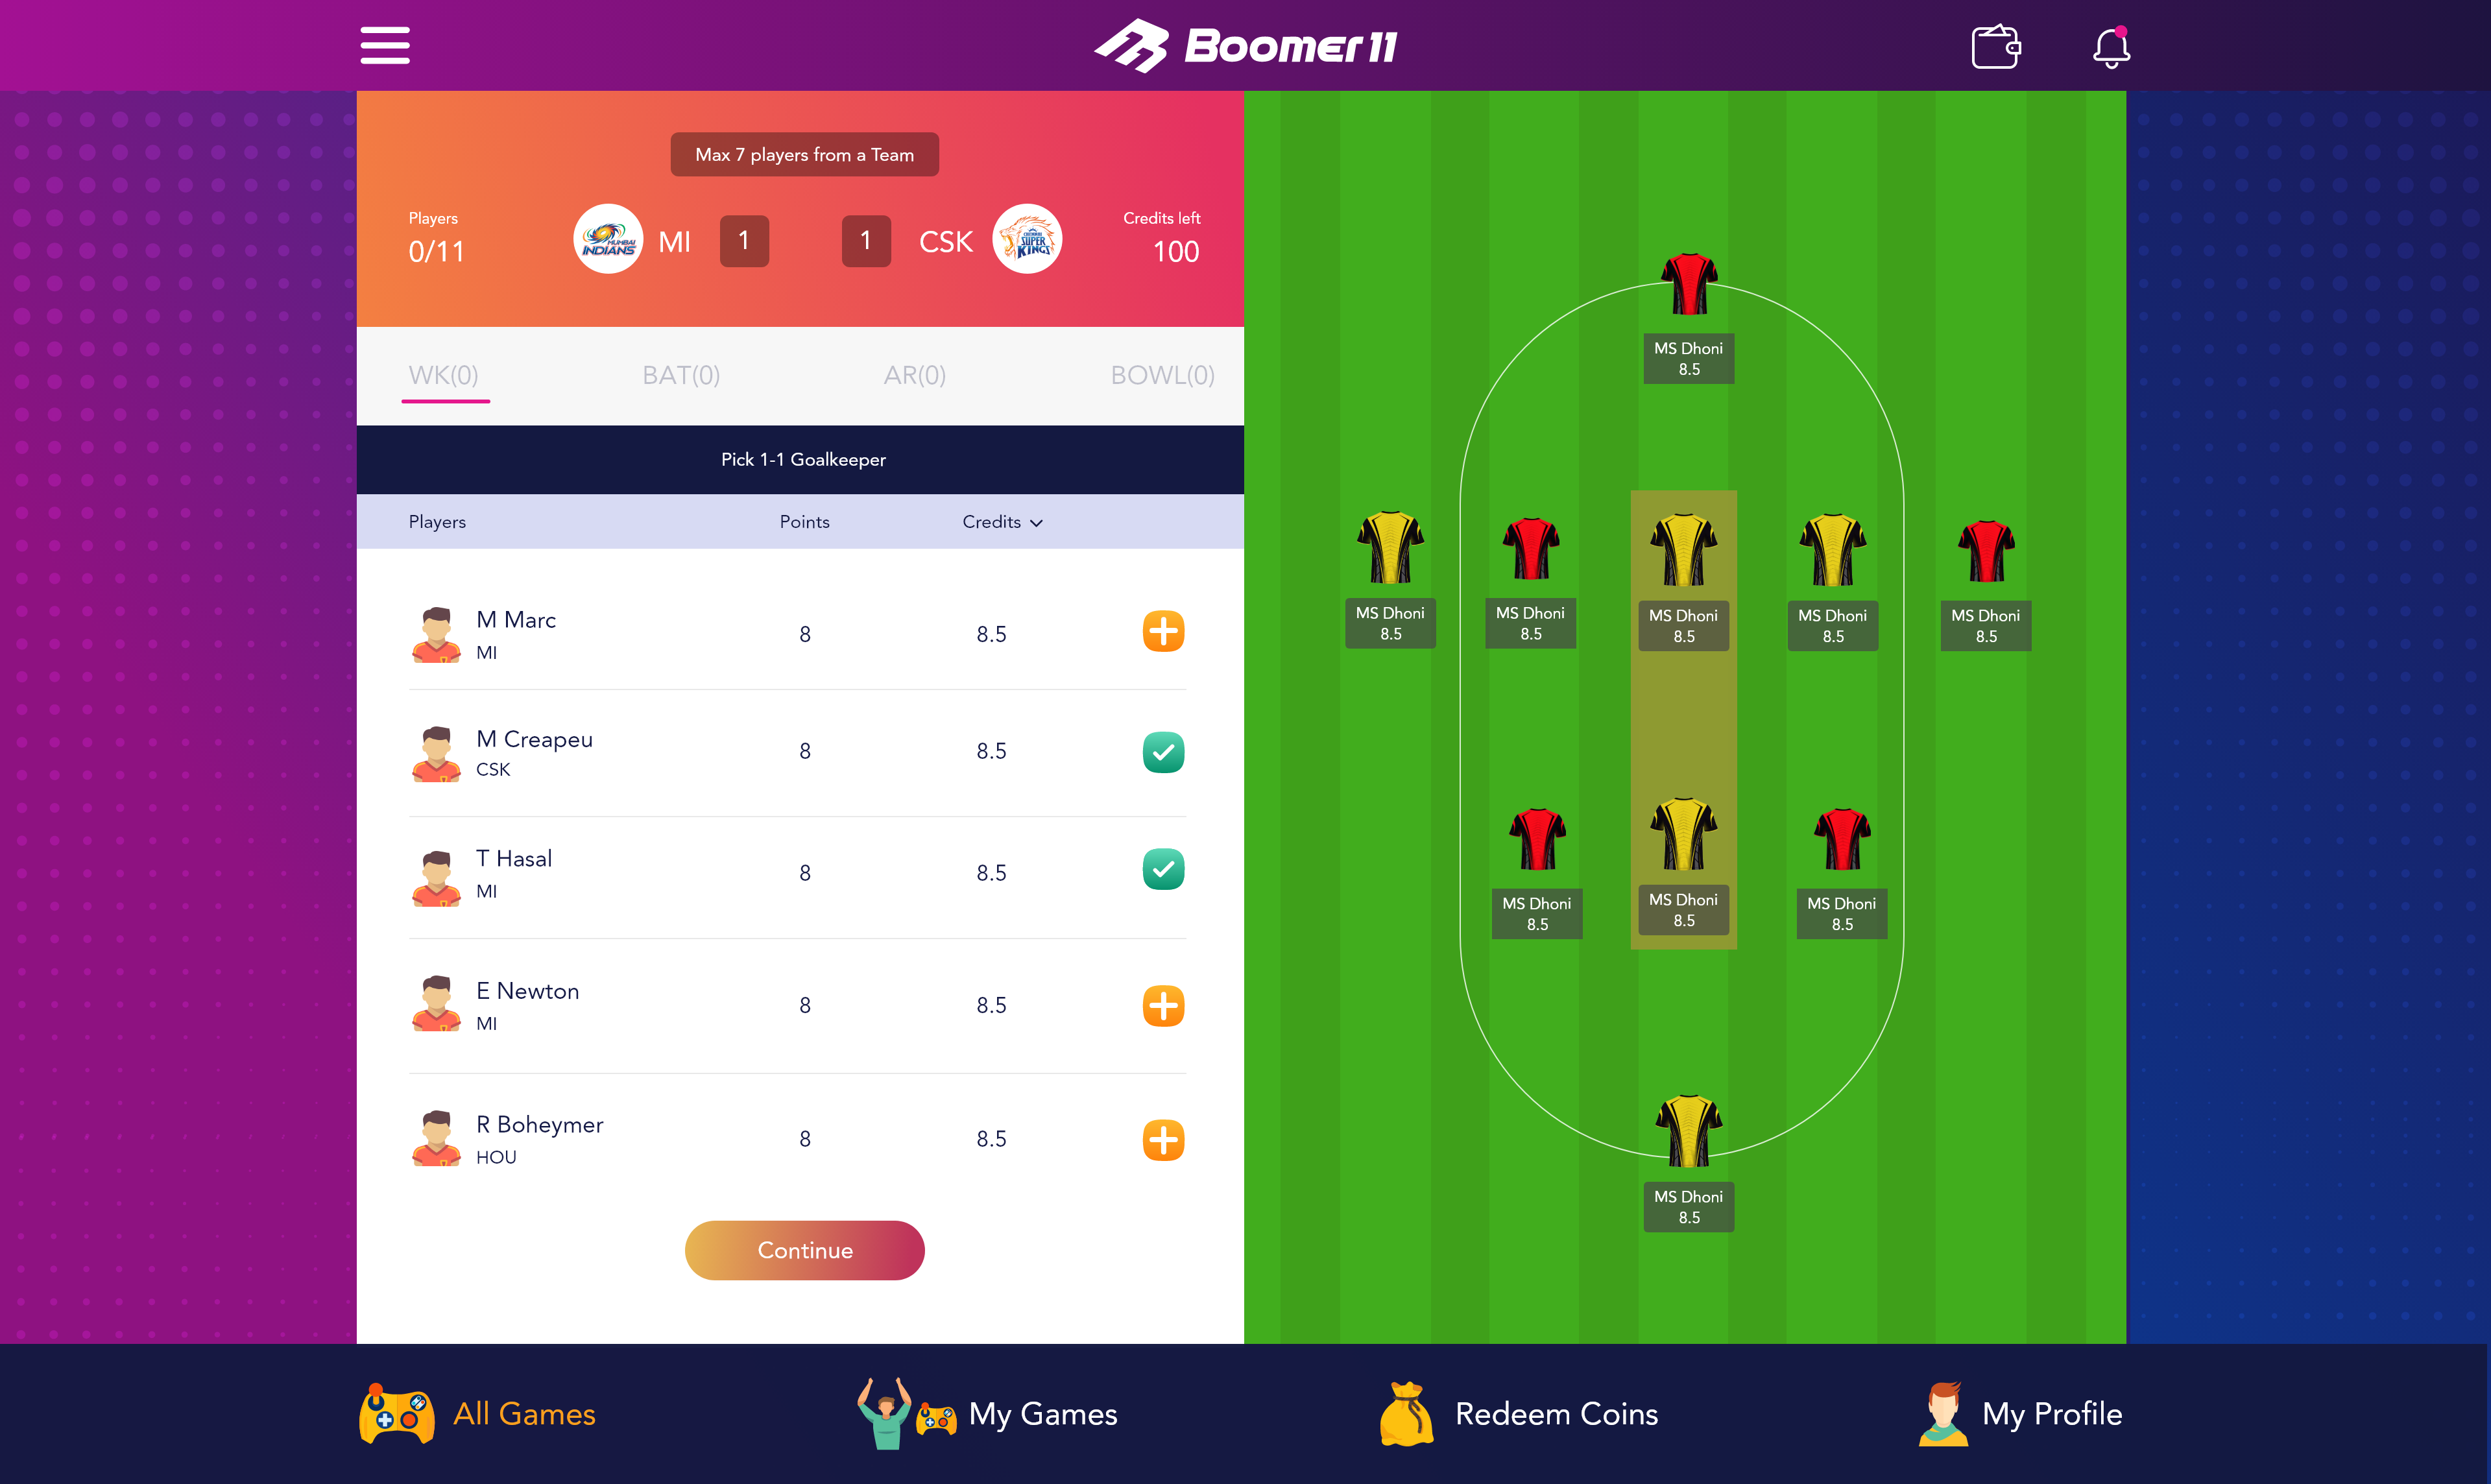 Boomer 11
Max 7 players from a Team
Players
0/11
MUMBAI
INDIANS
MI
1
1
CSK
CHENNAI
SUPER
KINGS
Credits left
100
WK(0)
BAT(0)
AR(0)
BOWL(0)
Pick 1-1 Goalkeeper
Players
Points
Credits
M Marc
MI
8
8.5
M Creapeu
CSK
8
8.5
T Hasal
MI
8
8.5
E Newton
MI
8
8.5
R Boheymer
HOU
8
8.5
Continue
MS Dhoni
8.5
MS Dhoni
8.5
MS Dhoni
8.5
MS Dhoni
8.5
MS Dhoni
8.5
MS Dhoni
8.5
MS Dhoni
8.5
MS Dhoni
8.5
MS Dhoni
8.5
MS Dhoni
8.5
All Games
My Games
Redeem Coins
My Profile